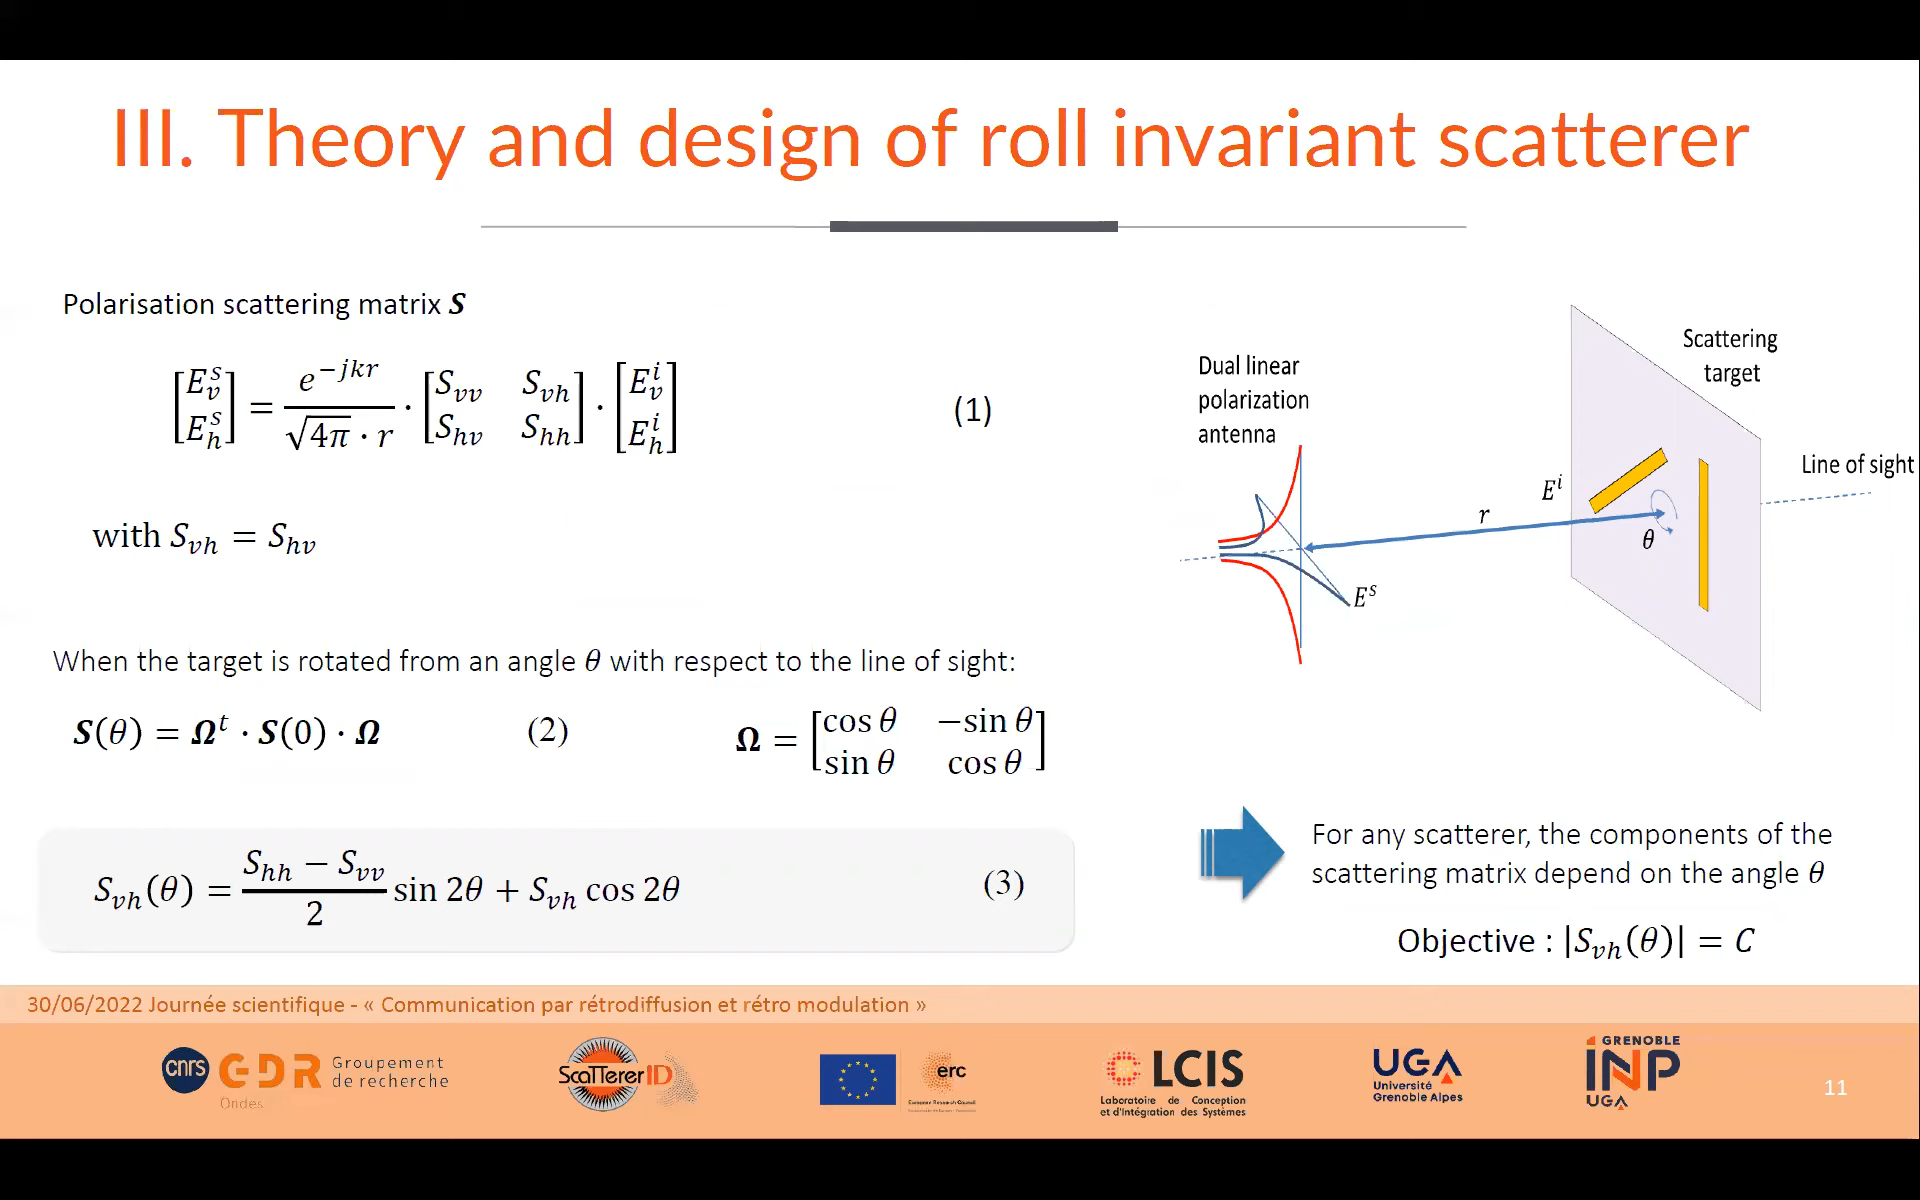 III. Theory and design of roll invariant scatterer
Polarisation scattering matrix S
[E_v^s; E_h^s] = e^{-jkr} / (√4π · r) · [S_vv S_vh; S_hv S_hh] · [E_v^i; E_h^i] (1)
with S_vh = S_hv
When the target is rotated from an angle θ with respect to the line of sight:
S(θ) = Ω^t · S(0) · Ω (2) Ω = [cos θ −sin θ; sin θ cos θ]
S_vh(θ) = (S_hh − S_vv) / 2 sin 2θ + S_vh cos 2θ (3)
Dual linear
polarization
antenna
Scattering
target
Line of sight
E^i
r
θ
E^s
For any scatterer, the components of the
scattering matrix depend on the angle θ
Objective : |S_vh(θ)| = C
30/06/2022 Journée scientifique - « Communication par rétrodiffusion et rétro modulation »
cnrs
GDR
Groupement
de recherche
Ondes
ScaTTererID
erc
European Research Council
LCIS
Laboratoire de Conception
et d'Intégration des Systèmes
UGA
Université
Grenoble Alpes
GRENOBLE
INP
UGA
11